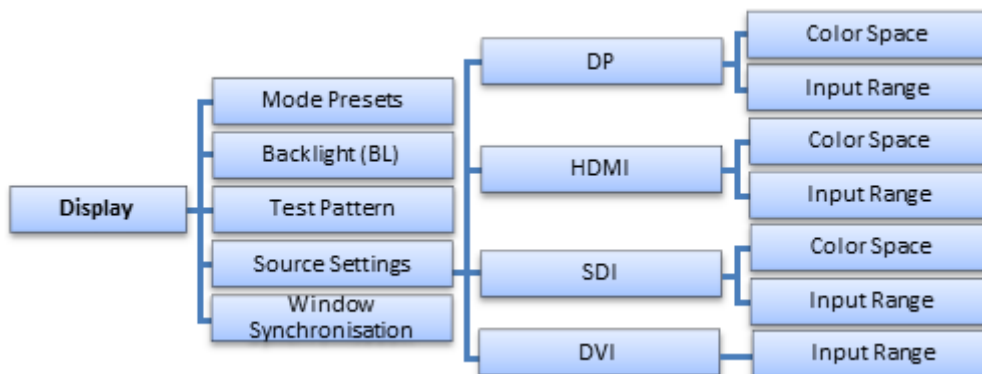 Display
Mode Presets
Backlight (BL)
Test Pattern
Source Settings
Window
Synchronisation
DP
Color Space
Input Range
HDMI
Color Space
Input Range
SDI
Color Space
Input Range
DVI
Input Range